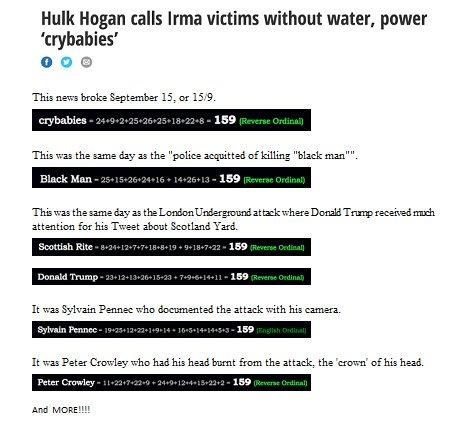 Hulk Hogan calls Irma victims without water, power
‘crybabies’
This news broke September 15, or 15/9.
crybabies = 24+9+2+25+26+25+18+22+8 = 159 (Reverse Ordinal)
This was the same day as the "police acquitted of killing "black man"".
Black Man = 25+15+26+24+16 + 14+26+13 = 159 (Reverse Ordinal)
This was the same day as the London Underground attack where Donald Trump received much
attention for his Tweet about Scotland Yard.
Scottish Rite = 8+24+12+7+7+18+8+19 + 9+18+7+22 = 159 (Reverse Ordinal)
Donald Trump = 23+12+13+26+15+23 + 7+9+6+14+11 = 159 (Reverse Ordinal)
It was Sylvain Pennec who documented the attack with his camera.
Sylvain Pennec = 19+25+12+22+1+9+14 + 16+5+14+14+5+3 = 159 (English Ordinal)
It was Peter Crowley who had his head burnt from the attack, the 'crown' of his head.
Peter Crowley = 11+22+7+22+9 + 24+9+12+4+15+22+2 = 159 (Reverse Ordinal)
And MORE!!!!